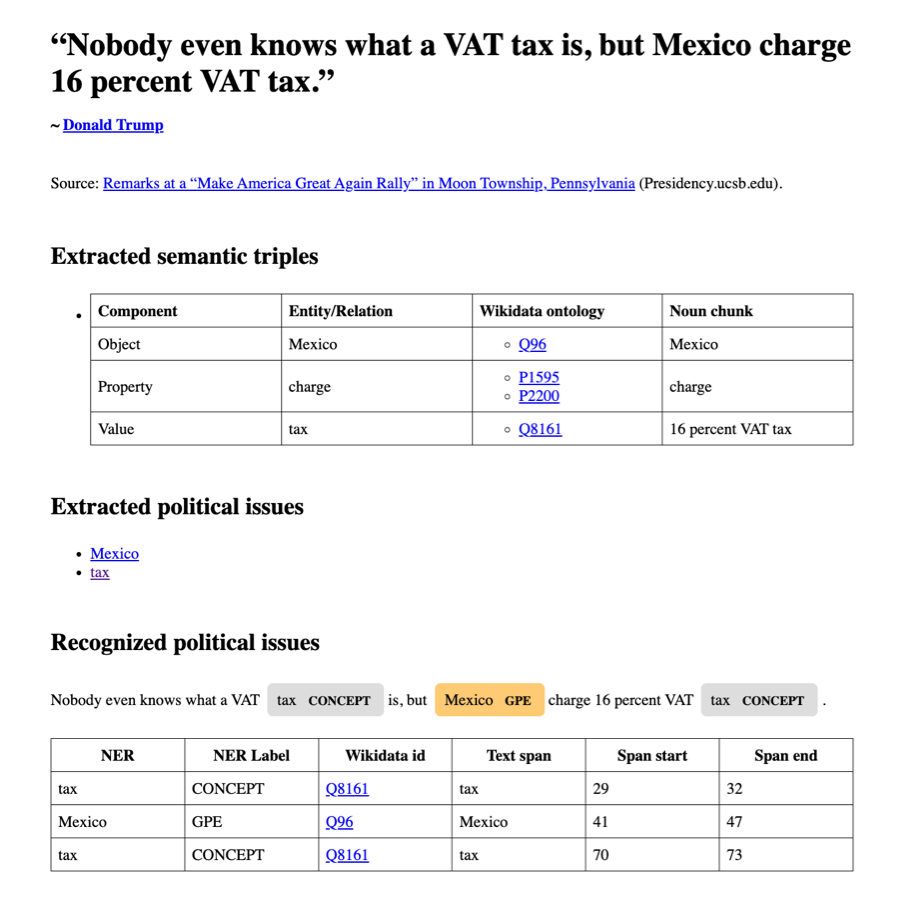 “Nobody even knows what a VAT tax is, but Mexico charge
16 percent VAT tax.”
~ Donald Trump
Source: Remarks at a “Make America Great Again Rally” in Moon Township, Pennsylvania (Presidency.ucsb.edu).
Extracted semantic triples
Component Entity/Relation Wikidata ontology Noun chunk
Object Mexico Q96 Mexico
Property charge P1595 P2200 charge
Value tax Q8161 16 percent VAT tax
Extracted political issues
Mexico
tax
Recognized political issues
Nobody even knows what a VAT tax CONCEPT is, but Mexico GPE charge 16 percent VAT tax CONCEPT .
NER NER Label Wikidata id Text span Span start Span end
tax CONCEPT Q8161 tax 29 32
Mexico GPE Q96 Mexico 41 47
tax CONCEPT Q8161 tax 70 73